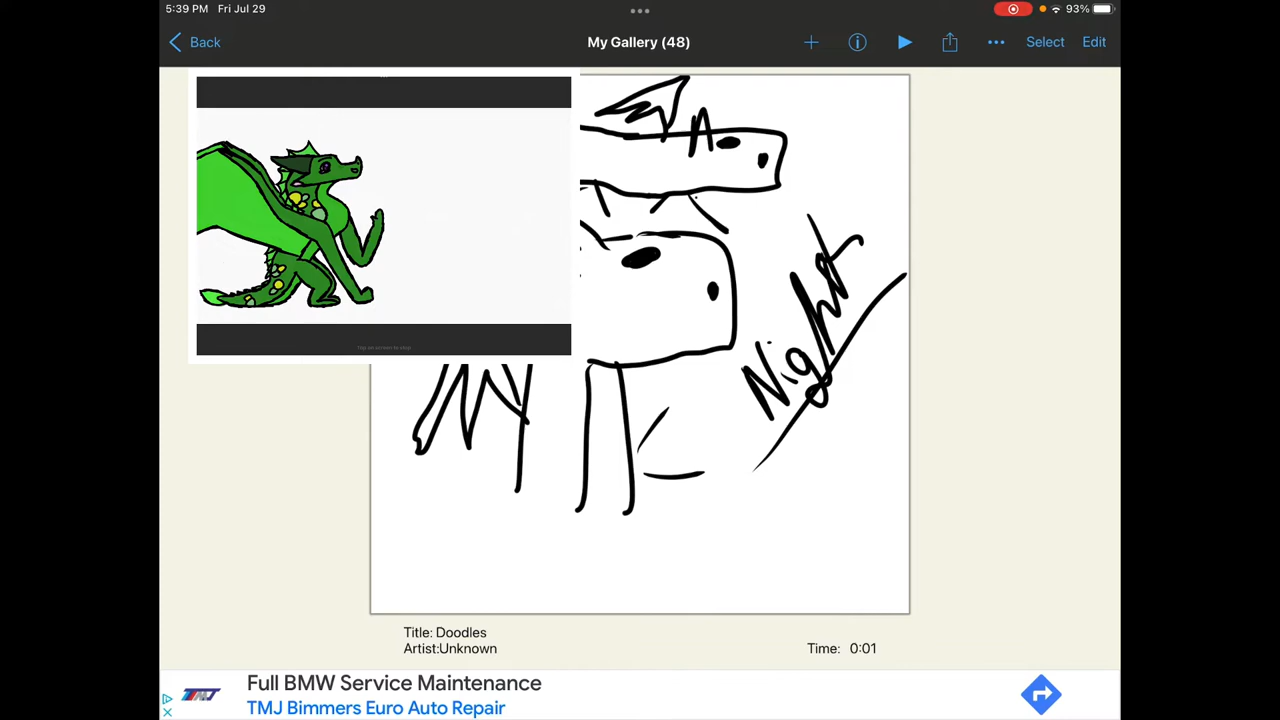 5:39 PM Fri Jul 29
93%
Back
My Gallery (48)
Select
Edit
Night
Title: Doodles
Artist:Unknown
Time: 0:01
TMJ
Full BMW Service Maintenance
TMJ Bimmers Euro Auto Repair